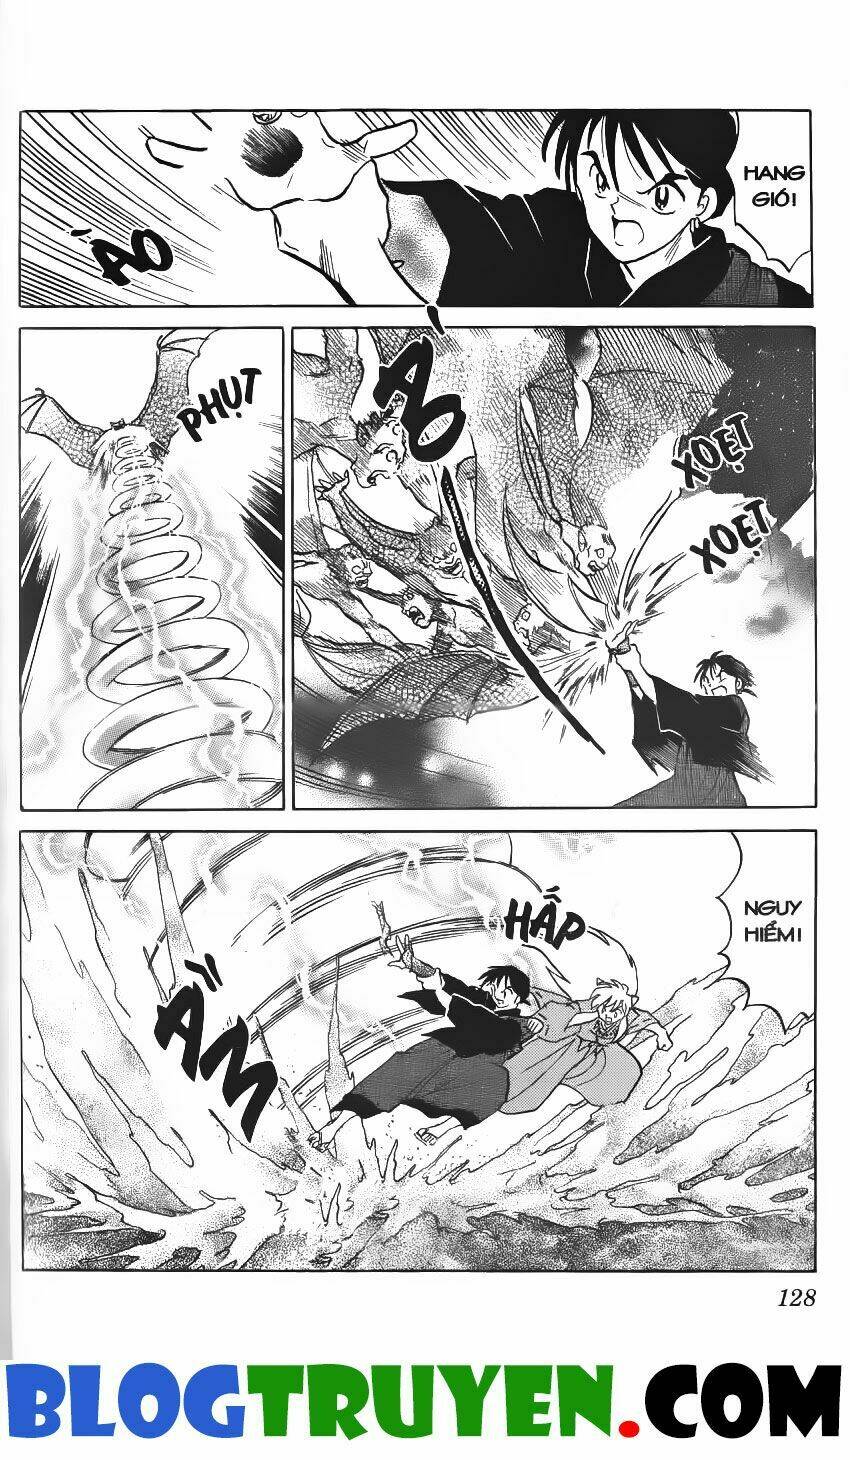 HANG
GIÓ!
ÀO
PHỤT
ÀO
XOẸT
XOẸT
NGUY
HIỂM!
HẤP
ẦM
128
BLOGTRUYEN.COM